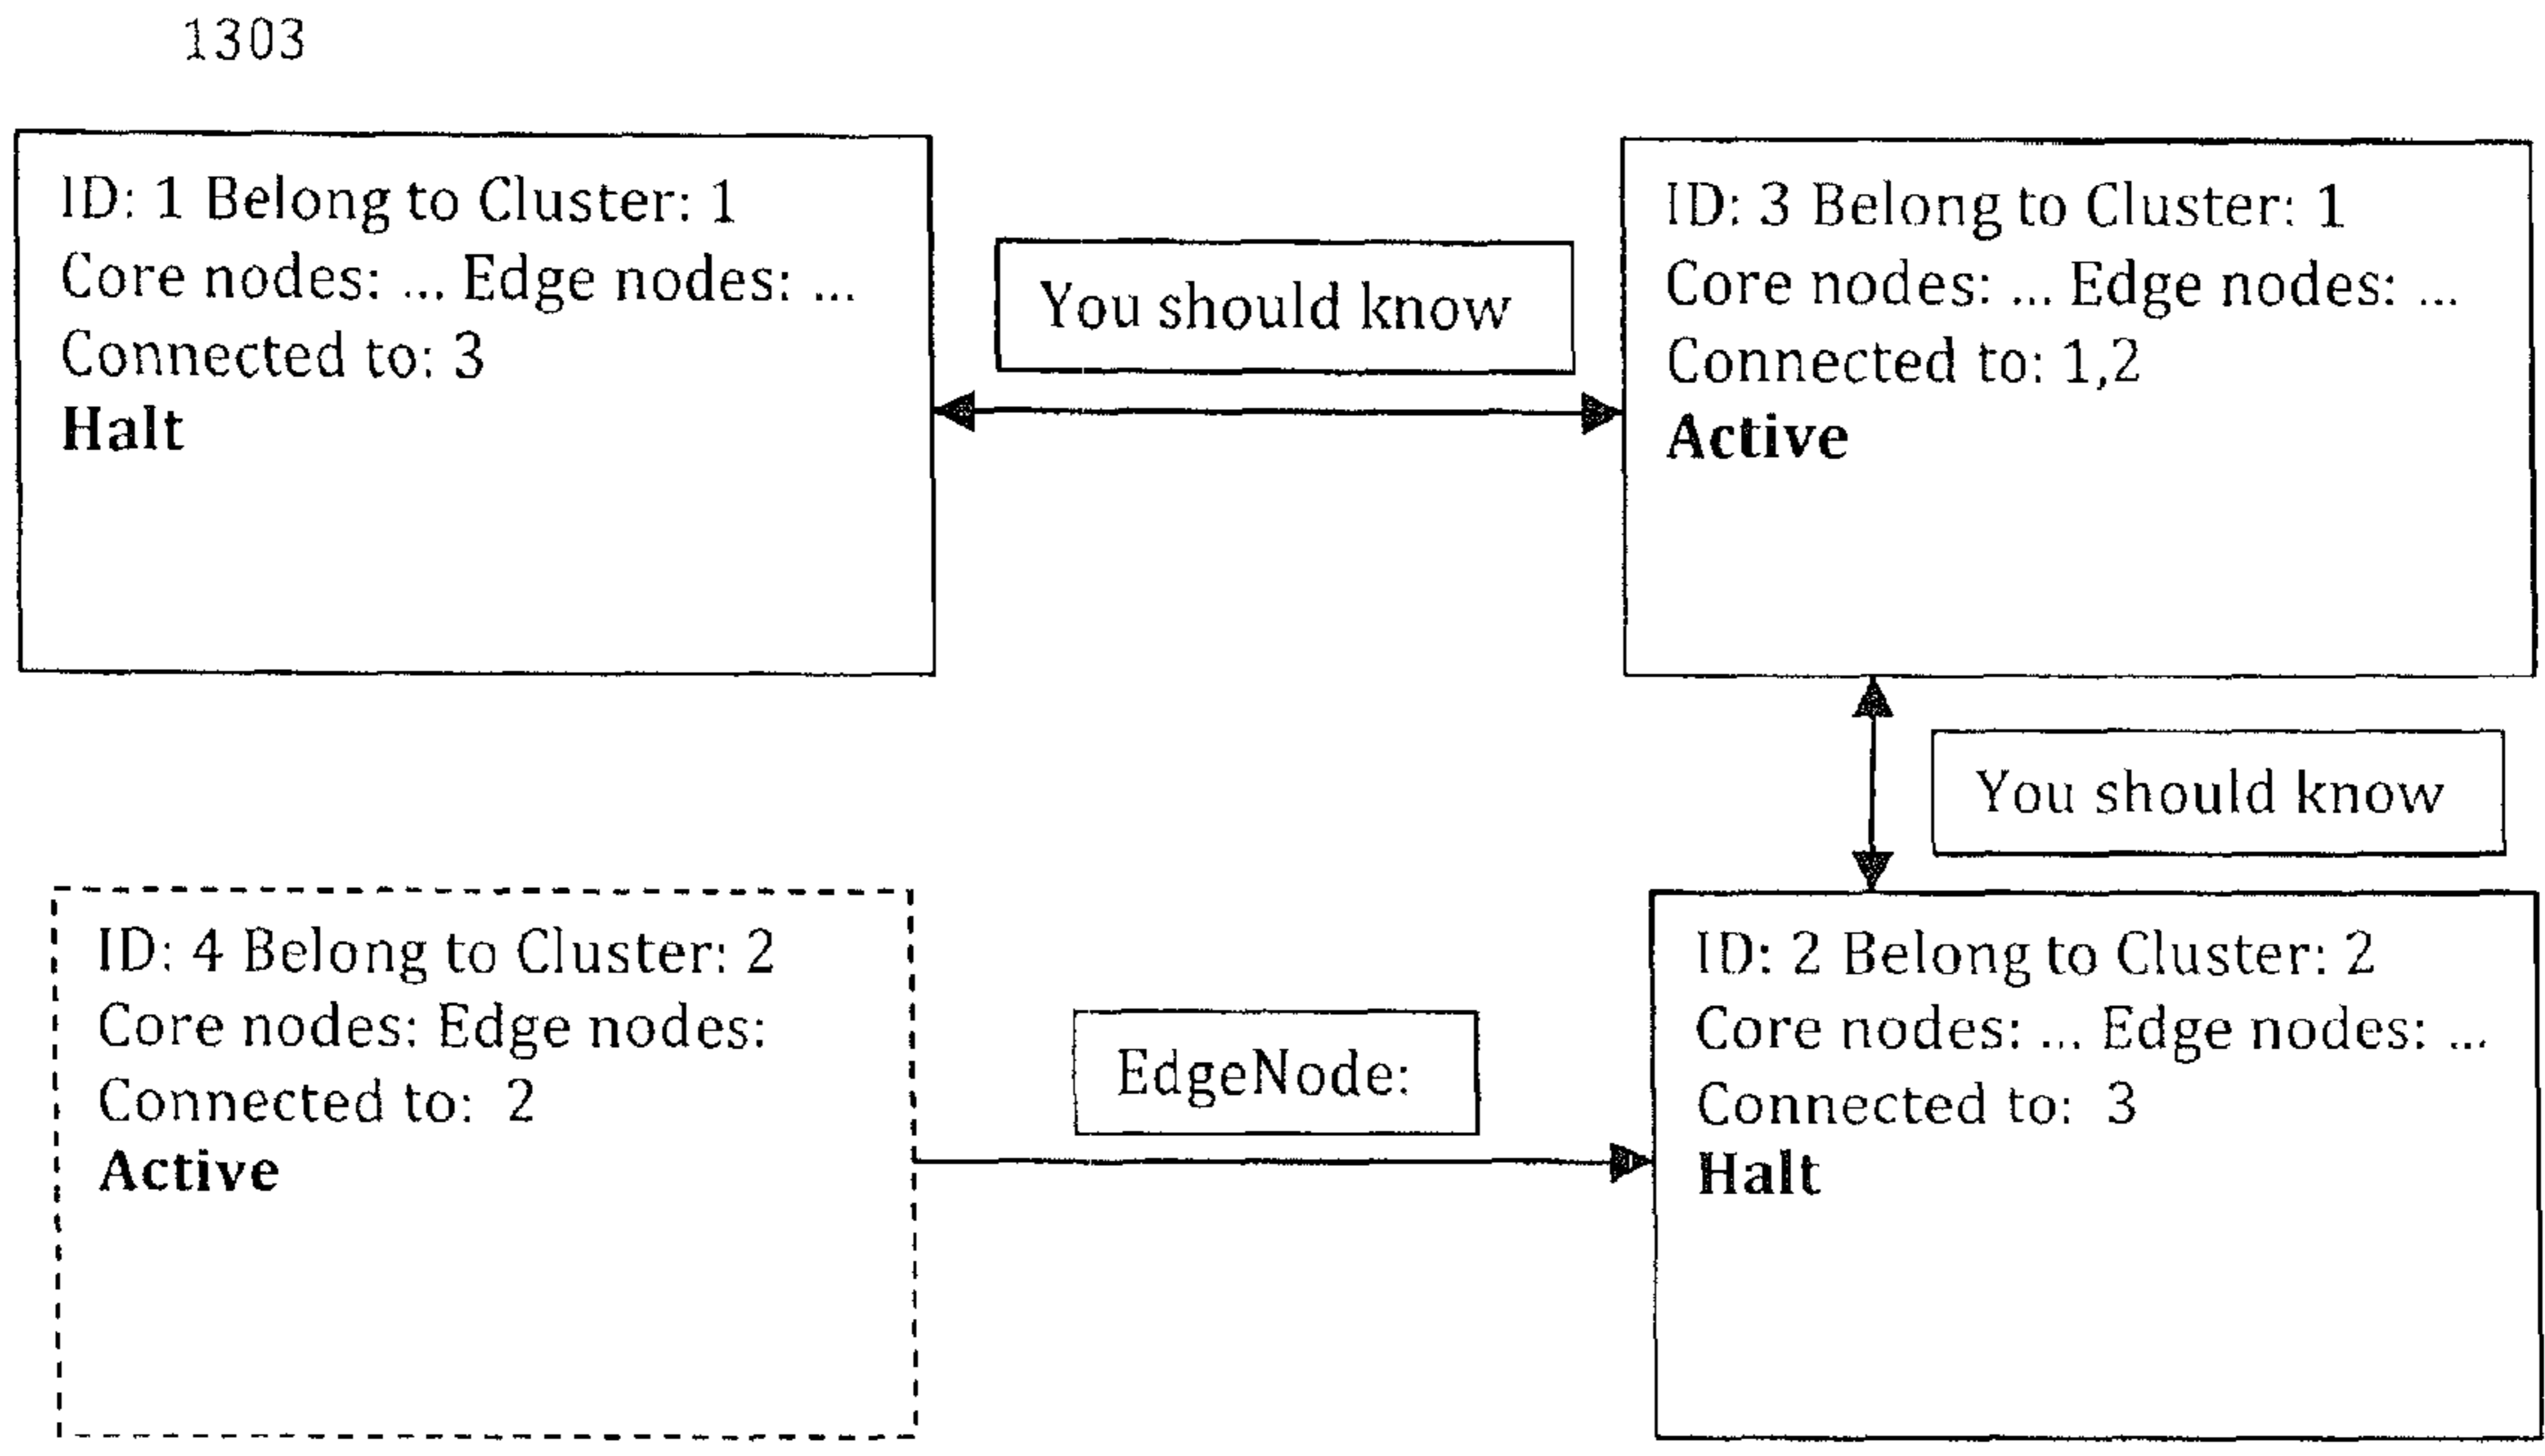 1303
ID: 1 Belong to Cluster: 1
Core nodes: ... Edge nodes: ...
Connected to: 3
Halt
You should know
ID: 3 Belong to Cluster: 1
Core nodes: ... Edge nodes: ...
Connected to: 1,2
Active
You should know
ID: 4 Belong to Cluster: 2
Core nodes: Edge nodes:
Connected to: 2
Active
EdgeNode:
ID: 2 Belong to Cluster: 2
Core nodes: ... Edge nodes: ...
Connected to: 3
Halt